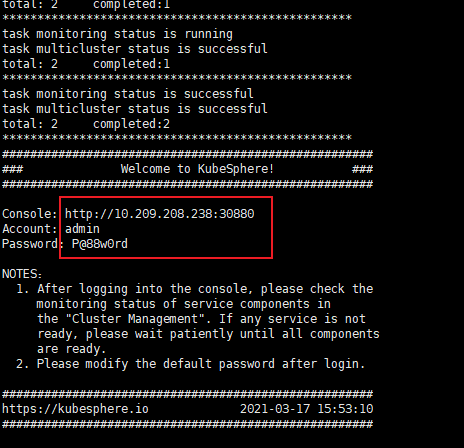 total: 2     completed:1
**************************************************
task monitoring status is running
task multicluster status is successful
total: 2     completed:1
**************************************************
task monitoring status is successful
task multicluster status is successful
total: 2     completed:2
**************************************************
#####################################################
###              Welcome to KubeSphere!           ###
#####################################################
Console: http://10.209.208.238:30880
Account: admin
Password: P@88w0rd
NOTES:
  1. After logging into the console, please check the
     monitoring status of service components in
     the "Cluster Management". If any service is not
     ready, please wait patiently until all components
     are ready.
  2. Please modify the default password after login.
#####################################################
https://kubesphere.io             2021-03-17 15:53:10
#####################################################